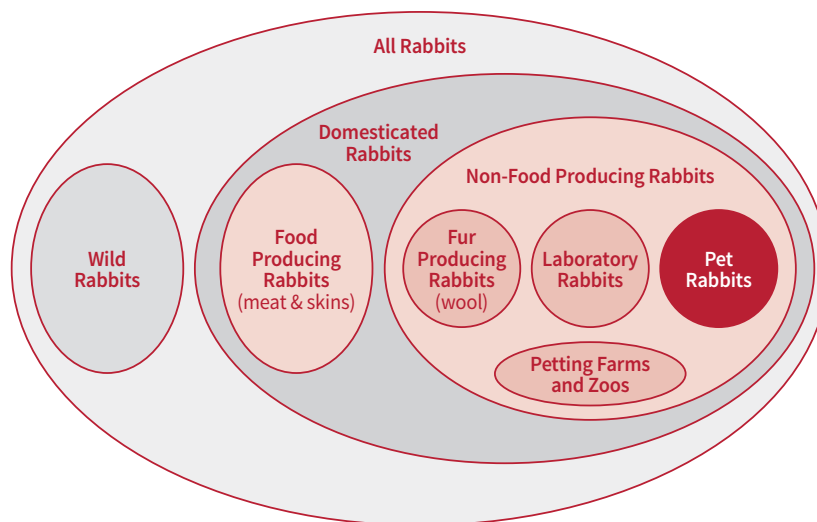 All Rabbits
Domesticated
Rabbits
Non-Food Producing Rabbits
Wild
Rabbits
Food
Producing
Rabbits
(meat & skins)
Fur
Producing
Rabbits
(wool)
Laboratory
Rabbits
Pet
Rabbits
Petting Farms
and Zoos